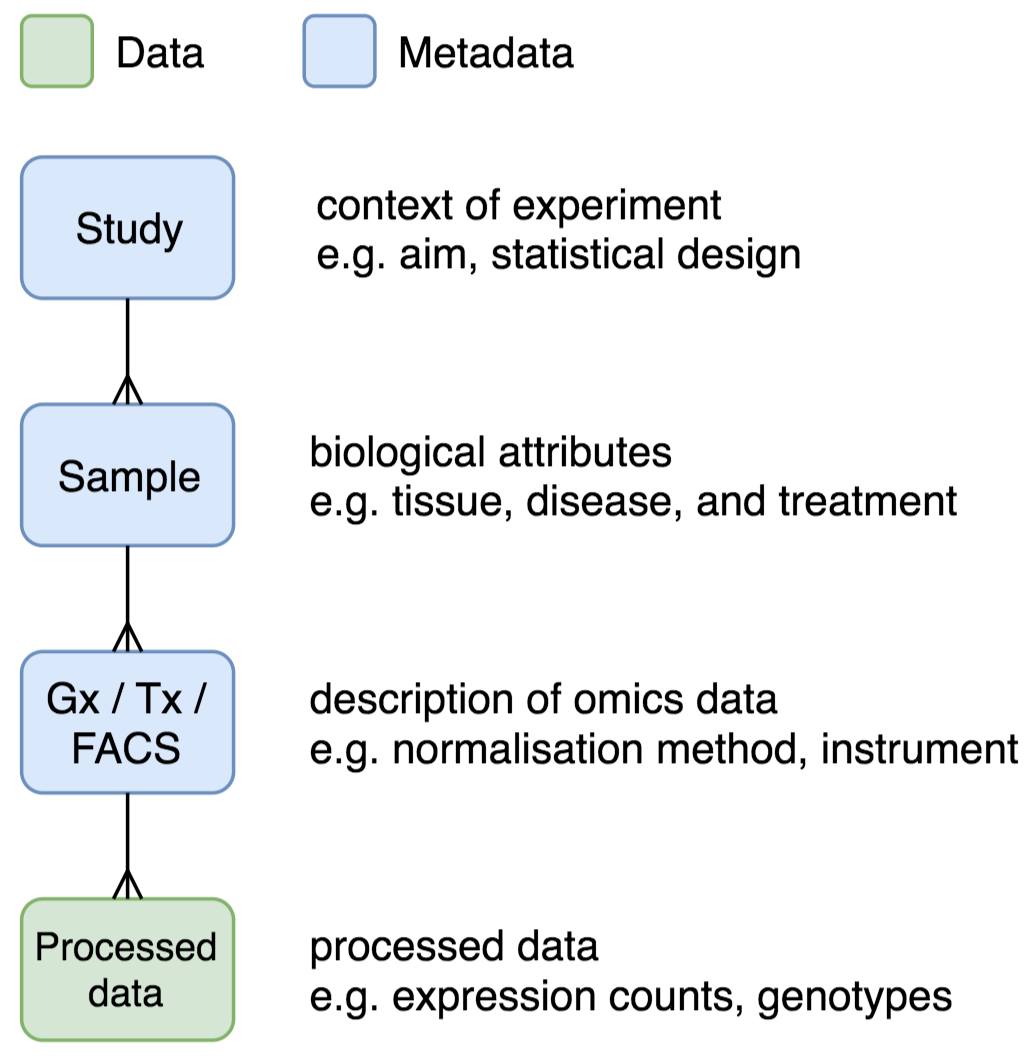 Data
Metadata
Study
context of experiment
e.g. aim, statistical design
Sample
biological attributes
e.g. tissue, disease, and treatment
Gx / Tx /
FACS
description of omics data
e.g. normalisation method, instrument
Processed
data
processed data
e.g. expression counts, genotypes